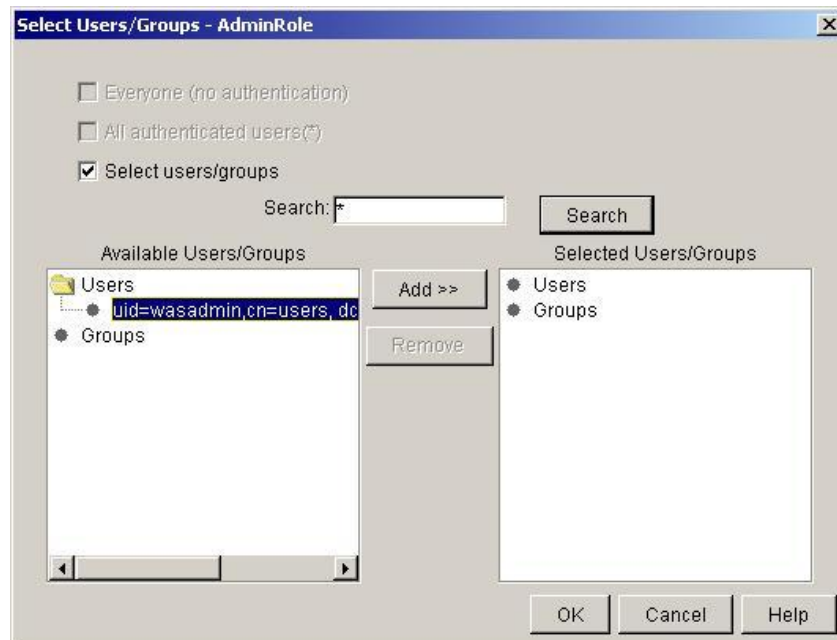 Select Users/Groups - AdminRole
Everyone (no authentication)
All authenticated users(*)
Select users/groups
Search: *
Search
Available Users/Groups
Selected Users/Groups
Users
uid=wasadmin,cn=users, dc
Groups
Add >>
Remove
Users
Groups
OK
Cancel
Help